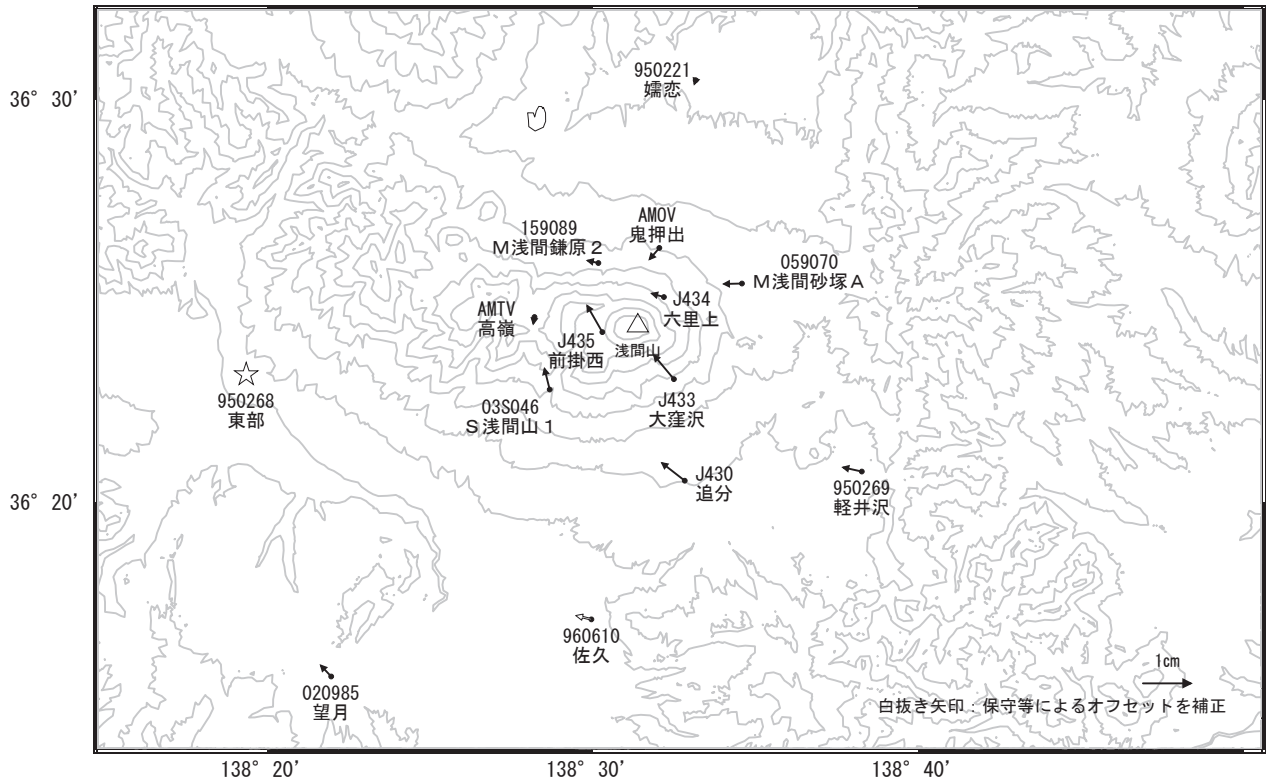 950221
嬬恋
36° 30'
AMOV
鬼押出
159089
M浅間鎌原2
059070
M浅間砂塚A
J434
六里上
AMTV
高嶺
J435
前掛西
浅間山
950268
東部
03S046
S浅間山1
J433
大窪沢
J430
追分
950269
軽井沢
36° 20'
960610
佐久
020985
望月
1cm
白抜き矢印:保守等によるオフセットを補正
138° 20'
138° 30'
138° 40'